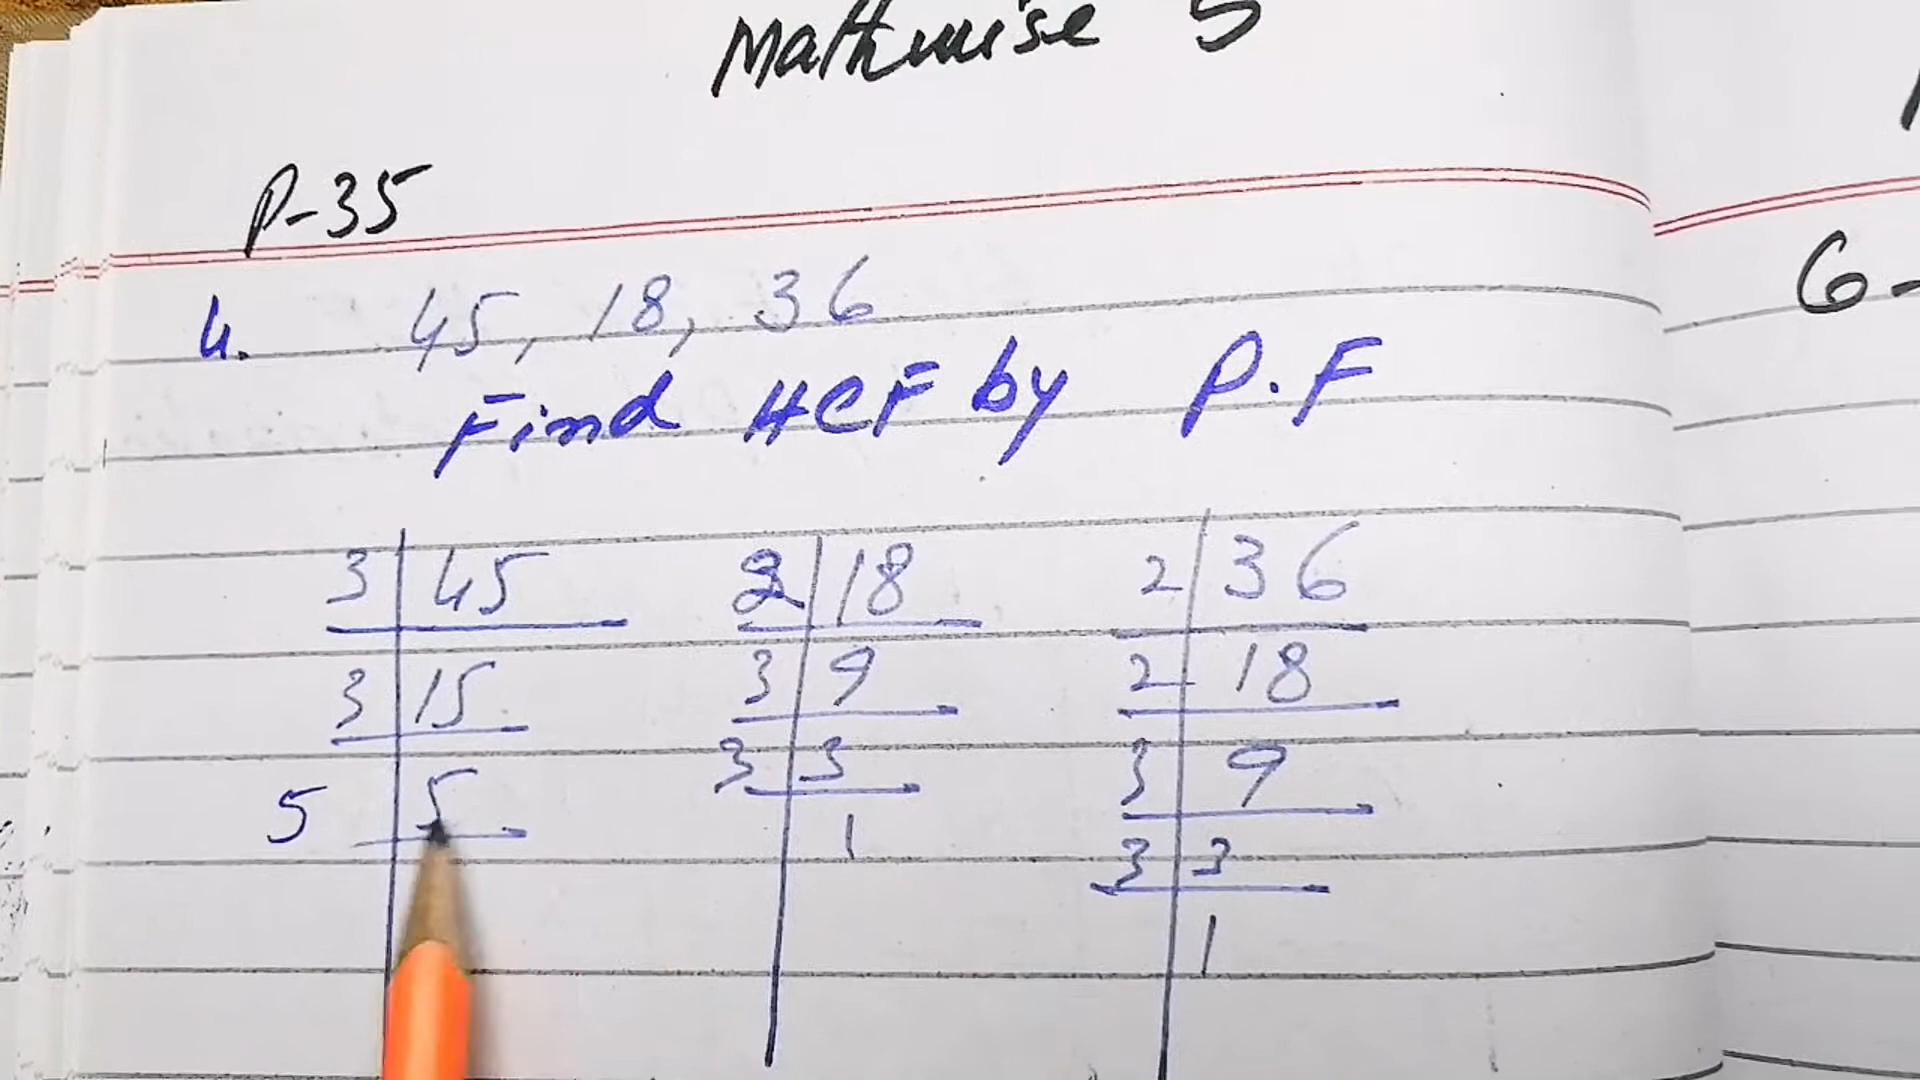 Mathwise 5
P-35
6-
4. 45, 18, 36
Find HCF by P.F
3 45 2 18 2 36
3 15 3 9 2 18
5 5 3 3 3 9
1 3 3
1